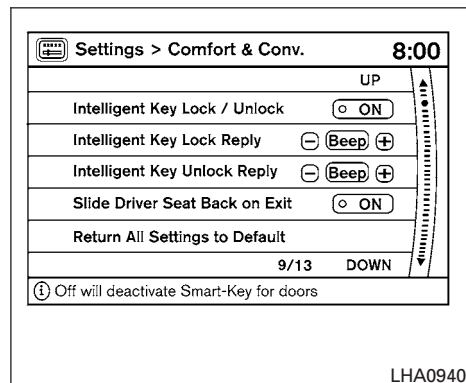 Settings > Comfort & Conv. 8:00
UP
Intelligent Key Lock / Unlock ON
Intelligent Key Lock Reply − Beep +
Intelligent Key Unlock Reply − Beep +
Slide Driver Seat Back on Exit ON
Return All Settings to Default
9/13 DOWN
i Off will deactivate Smart-Key for doors
LHA0940